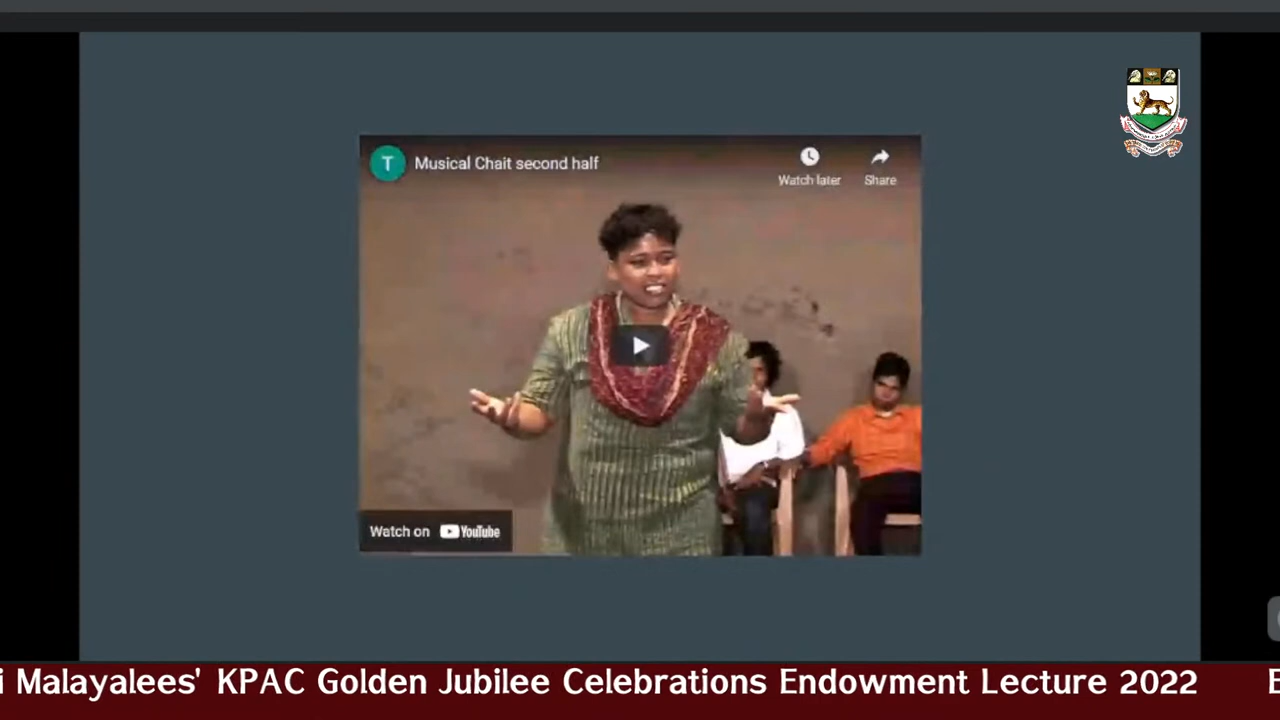 T
Musical Chait second half
Watch later
Share
Watch on YouTube
i Malayalees' KPAC Golden Jubilee Celebrations Endowment Lecture 2022 E